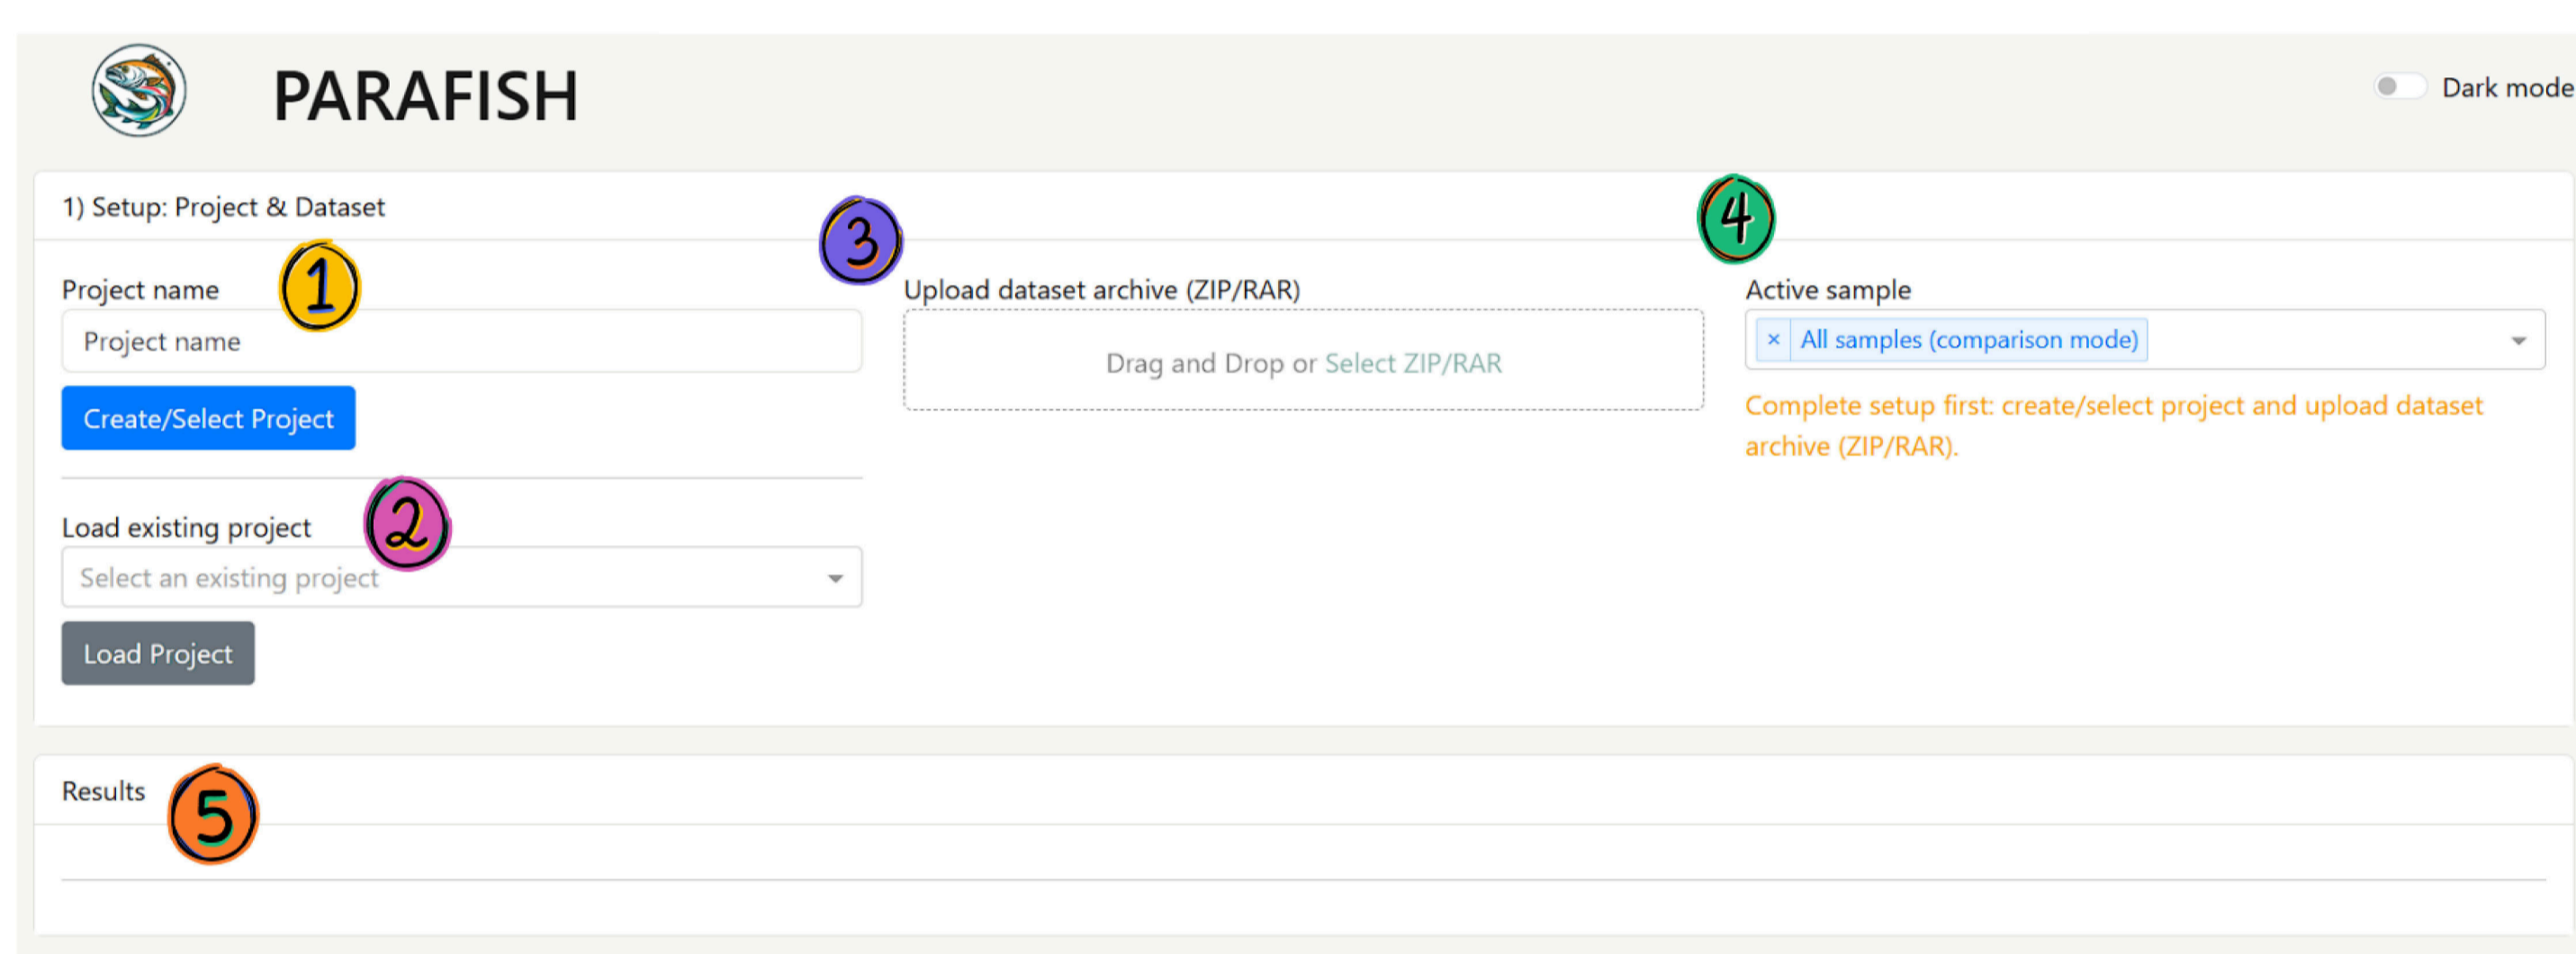 PARAFISH
Dark mode
1) Setup: Project & Dataset
1
Project name
Project name
Create/Select Project
2
Load existing project
Select an existing project
Load Project
3
Upload dataset archive (ZIP/RAR)
Drag and Drop or Select ZIP/RAR
4
Active sample
× All samples (comparison mode)
Complete setup first: create/select project and upload dataset
archive (ZIP/RAR).
Results
5